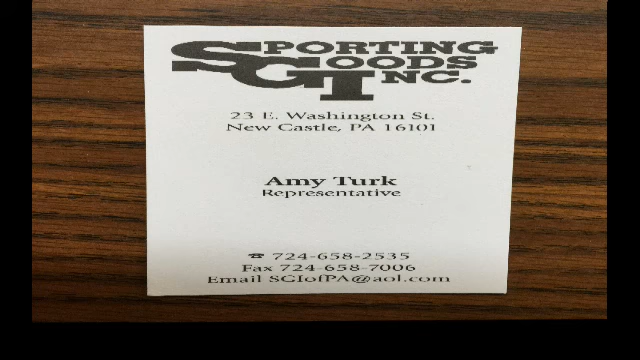 SPORTING
GOODS
INC.
23 E. Washington St.
New Castle, PA 16101
Amy Turk
Representative
☎ 724-658-2535
Fax 724-658-7006
Email SGIofPA@aol.com